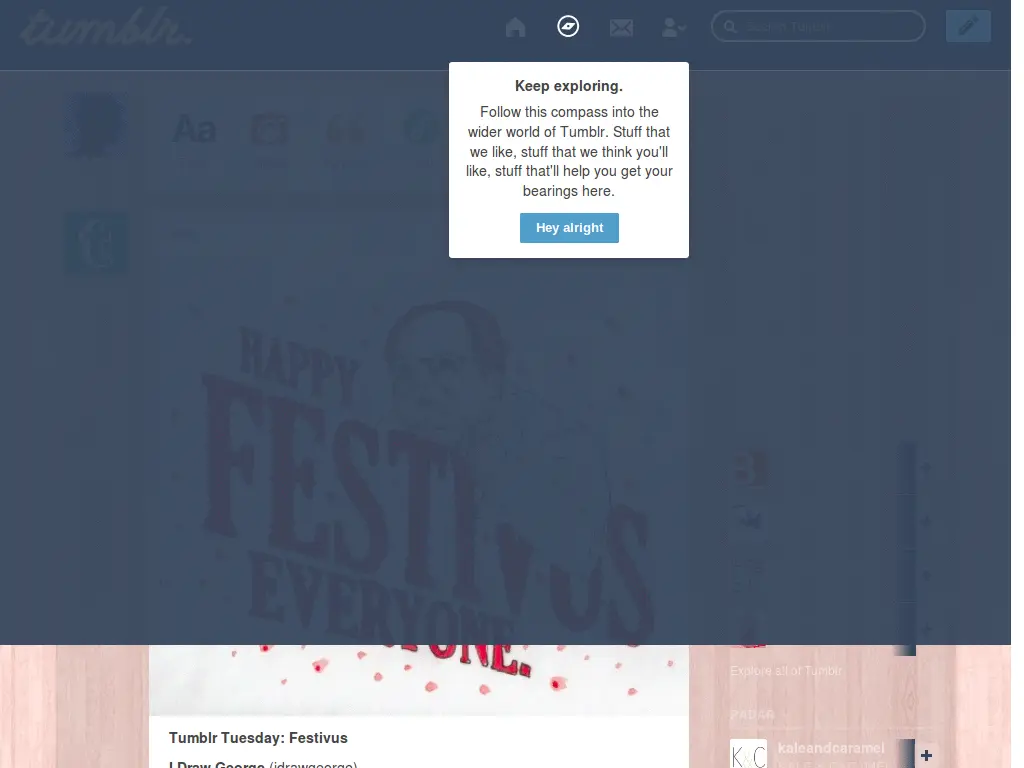 tumblr.
Search Tumblr
Keep exploring.
Follow this compass into the
wider world of Tumblr. Stuff that
we like, stuff that we think you'll
like, stuff that'll help you get your
bearings here.
Hey alright
Aa
t
HAPPY
FESTIVUS
EVERYONE.
Explore all of Tumblr
Tumblr Tuesday: Festivus
I Draw George (idrawgeorge)
K&C
kaleandcaramel